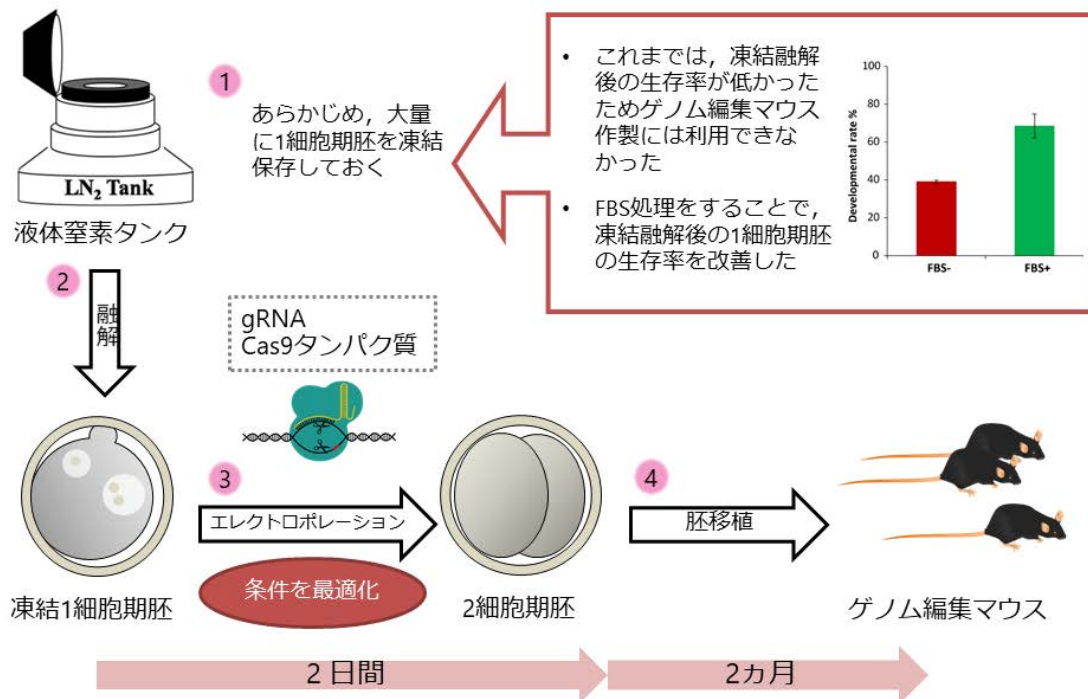 1
あらかじめ，大量
に1細胞期胚を凍結
保存しておく
LN2 Tank
液体窒素タンク
• これまでは，凍結融解
後の生存率が低かった
ためゲノム編集マウス
作製には利用できな
かった
• FBS処理をすることで，
凍結融解後の1細胞期胚
の生存率を改善した
Developmental rate %
100
80
60
40
20
0
FBS-
FBS+
2
融解
gRNA
Cas9タンパク質
3
エレクトロポレーション
条件を最適化
4
胚移植
凍結1細胞期胚
2細胞期胚
ゲノム編集マウス
2 日間
2ヵ月